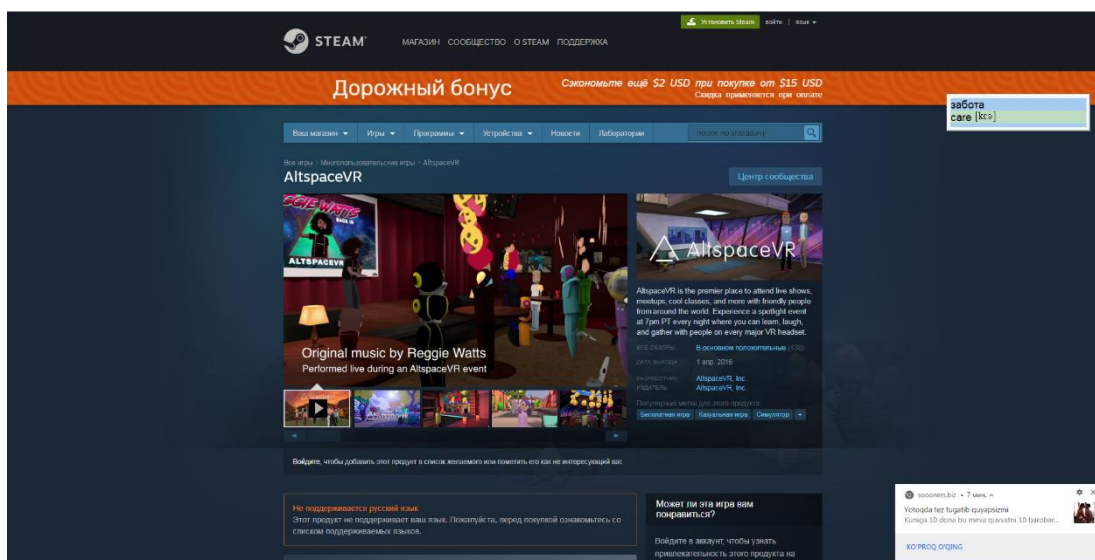 Установить Steam
войти | язык
STEAM
МАГАЗИН СООБЩЕСТВО О STEAM ПОДДЕРЖКА
Дорожный бонус
Сэкономьте ещё $2 USD при покупке от $15 USD
Скидка применяется при оплате
забота
care
Ваш магазин Игры Программы Устройства Новости Лаборатории
поиск по магазину
Все игры > Многопользовательские игры > AltspaceVR
AltspaceVR
Центр сообщества
ALTSPACEVR
Original music by Reggie Watts
Performed live during an AltspaceVR event
AltspaceVR
AltspaceVR is the premier place to attend live shows,
meetups, cool classes, and more with friendly people
from around the world. Experience a spotlight event
at 7pm PT every night where you can learn, laugh,
and gather with people on every major VR headset.
ВСЕ ОБЗОРЫ: В основном положительные (438)
ДАТА ВЫХОДА: 1 апр. 2016
РАЗРАБОТЧИК: AltspaceVR, Inc.
ИЗДАТЕЛЬ: AltspaceVR, Inc.
Популярные метки для этого продукта:
Бесплатная игра Казуальная игра Симулятор +
Войдите, чтобы добавить этот продукт в список желаемого или пометить его как не интересующий вас
Не поддерживается русский язык
Этот продукт не поддерживает ваш язык. Пожалуйста, перед покупкой ознакомьтесь со
списком поддерживаемых языков.
Может ли эта игра вам
понравиться?
Войдите в аккаунт, чтобы узнать
привлекательность этого продукта на
soooners.biz • 7 мин.
Yotoqda tez tugatib quyapsizmi
Kuniga 10 dona bu meva quvvatni 10 barobar...
KO'PROQ O'QING